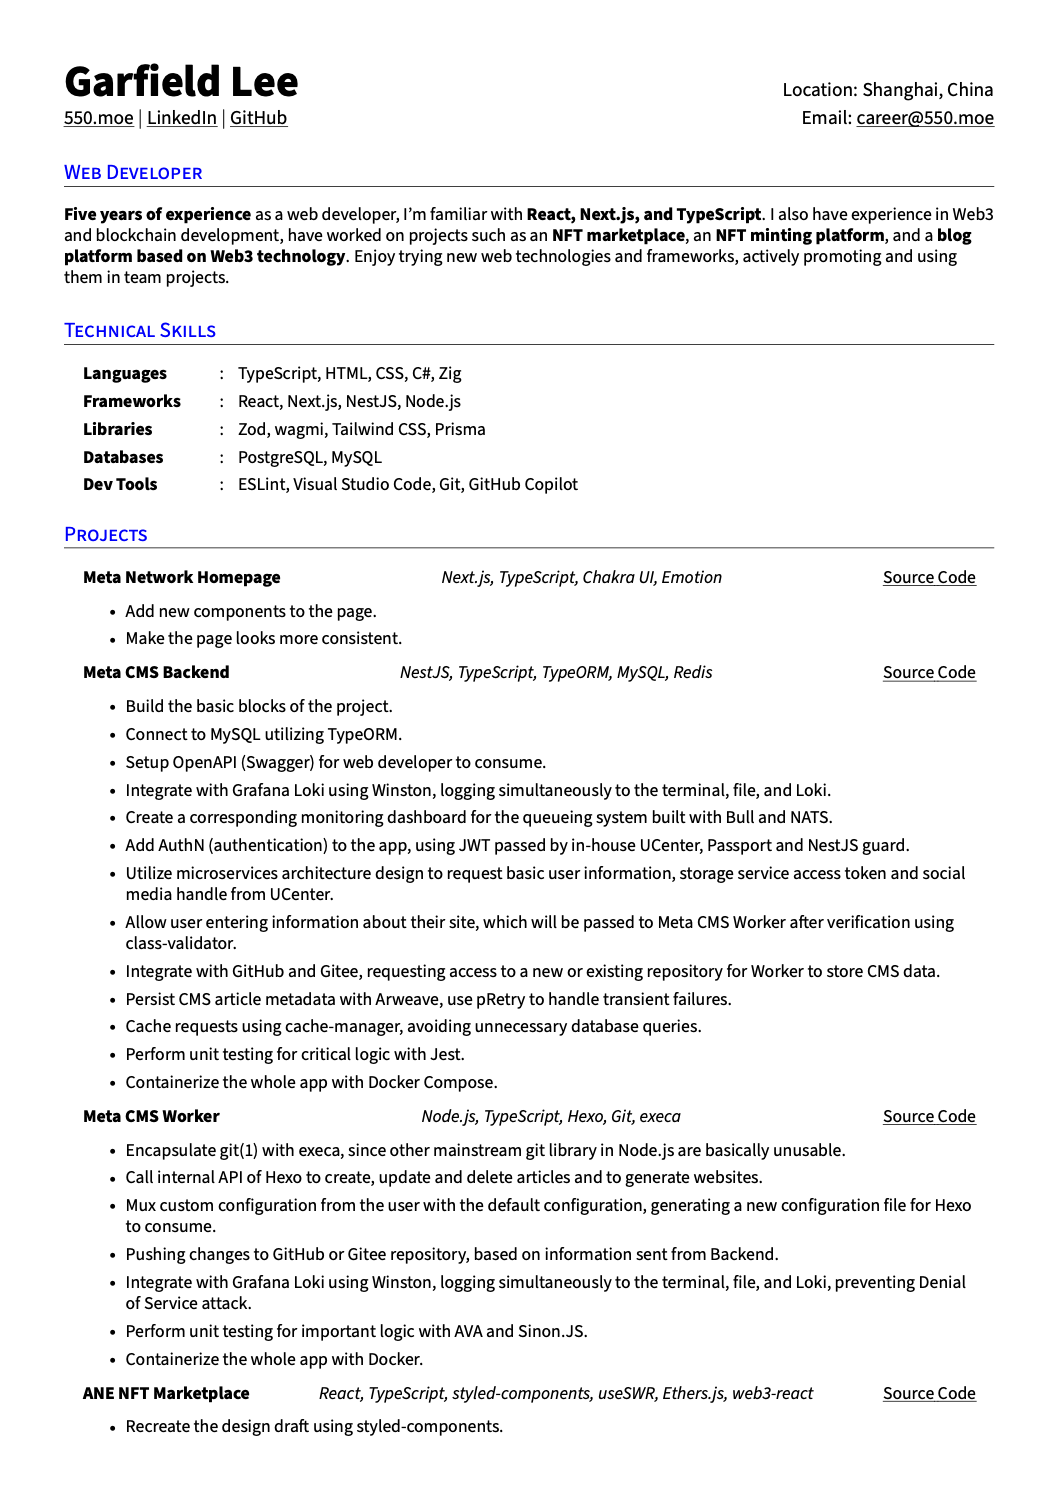 Garfield Lee
Location: Shanghai, China
550.moe | LinkedIn | GitHub
Email: career@550.moe
Web Developer
Five years of experience as a web developer, I'm familiar with React, Next.js, and TypeScript. I also have experience in Web3
and blockchain development, have worked on projects such as an NFT marketplace, an NFT minting platform, and a blog
platform based on Web3 technology. Enjoy trying new web technologies and frameworks, actively promoting and using
them in team projects.
Technical Skills
Languages : TypeScript, HTML, CSS, C#, Zig
Frameworks : React, Next.js, NestJS, Node.js
Libraries : Zod, wagmi, Tailwind CSS, Prisma
Databases : PostgreSQL, MySQL
Dev Tools : ESLint, Visual Studio Code, Git, GitHub Copilot
Projects
Meta Network Homepage Next.js, TypeScript, Chakra UI, Emotion Source Code
• Add new components to the page.
• Make the page looks more consistent.
Meta CMS Backend NestJS, TypeScript, TypeORM, MySQL, Redis Source Code
• Build the basic blocks of the project.
• Connect to MySQL utilizing TypeORM.
• Setup OpenAPI (Swagger) for web developer to consume.
• Integrate with Grafana Loki using Winston, logging simultaneously to the terminal, file, and Loki.
• Create a corresponding monitoring dashboard for the queueing system built with Bull and NATS.
• Add AuthN (authentication) to the app, using JWT passed by in-house UCenter, Passport and NestJS guard.
• Utilize microservices architecture design to request basic user information, storage service access token and social
media handle from UCenter.
• Allow user entering information about their site, which will be passed to Meta CMS Worker after verification using
class-validator.
• Integrate with GitHub and Gitee, requesting access to a new or existing repository for Worker to store CMS data.
• Persist CMS article metadata with Arweave, use pRetry to handle transient failures.
• Cache requests using cache-manager, avoiding unnecessary database queries.
• Perform unit testing for critical logic with Jest.
• Containerize the whole app with Docker Compose.
Meta CMS Worker Node.js, TypeScript, Hexo, Git, execa Source Code
• Encapsulate git(1) with execa, since other mainstream git library in Node.js are basically unusable.
• Call internal API of Hexo to create, update and delete articles and to generate websites.
• Mux custom configuration from the user with the default configuration, generating a new configuration file for Hexo
to consume.
• Pushing changes to GitHub or Gitee repository, based on information sent from Backend.
• Integrate with Grafana Loki using Winston, logging simultaneously to the terminal, file, and Loki, preventing Denial
of Service attack.
• Perform unit testing for important logic with AVA and Sinon.JS.
• Containerize the whole app with Docker.
ANE NFT Marketplace React, TypeScript, styled-components, useSWR, Ethers.js, web3-react Source Code
• Recreate the design draft using styled-components.